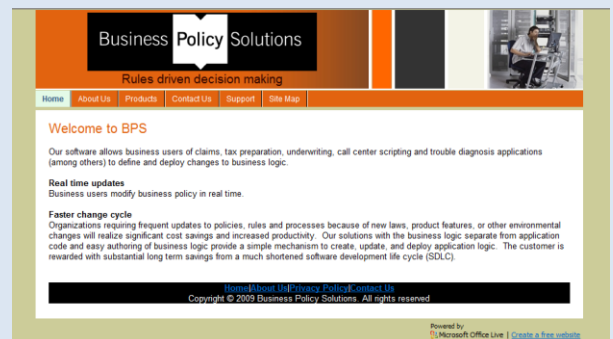 Business Policy Solutions
Rules driven decision making
Home About Us Products Contact Us Support Site Map
Welcome to BPS
Our software allows business users of claims, tax preparation, underwriting, call center scripting and trouble diagnosis applications
(among others) to define and deploy changes to business logic.
Real time updates
Business users modify business policy in real time.
Faster change cycle
Organizations requiring frequent updates to policies, rules and processes because of new laws, product features, or other environmental
changes will realize significant cost savings and increased productivity. Our solutions with the business logic separate from application
code and easy authoring of business logic provide a simple mechanism to create, update, and deploy application logic. The customer is
rewarded with substantial long term savings from a much shortened software development life cycle (SDLC).
Home|About Us|Privacy Policy|Contact Us
Copyright © 2009 Business Policy Solutions. All rights reserved
Powered by
Microsoft Office Live | Create a free website